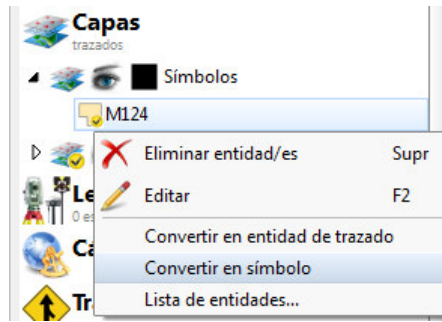 Capas
trazados
Símbolos
M124
Eliminar entidad/es Supr
Editar F2
Convertir en entidad de trazado
Convertir en símbolo
Lista de entidades...